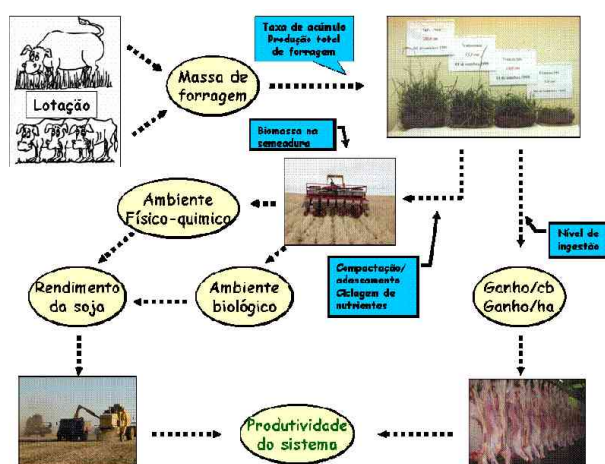 Lotação
Massa de
forragem
Taxa de acúmulo
Produção total
de forragem
Biomassa na
semeadura
Ambiente
Físico-quimico
Rendimento
da soja
Ambiente
biológico
Compactação/
adensamento
Ciclagem de
nutrientes
Nível de
ingestão
Ganho/cb
Ganho/ha
Produtividade
do sistema